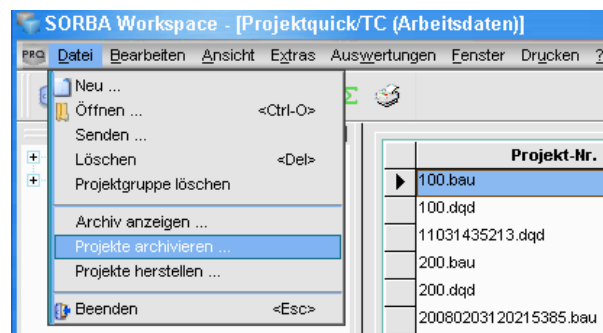 SORBA Workspace - [Projektquick/TC (Arbeitsdaten)]
PRQ Datei Bearbeiten Ansicht Extras Auswertungen Fenster Drucken ?
Neu ...
Öffnen ... <Ctrl-O>
Senden ...
Löschen <Del>
Projektgruppe löschen
Archiv anzeigen ...
Projekte archivieren ...
Projekte herstellen ...
Beenden <Esc>
Σ
Projekt-Nr.
100.bau
100.dqd
11031435213.dqd
200.bau
200.dqd
20080203120215385.bau